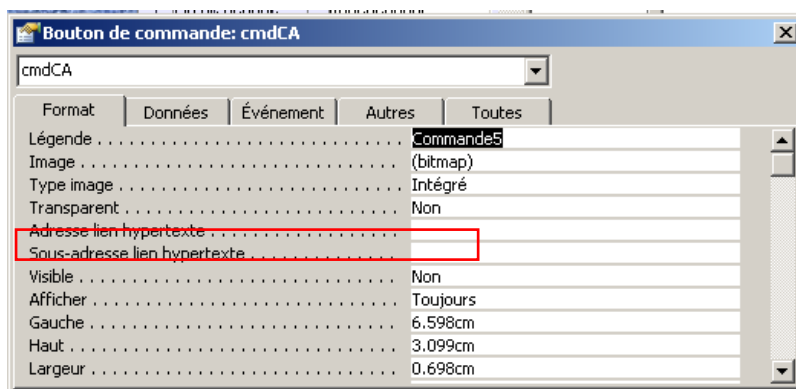 Bouton de commande: cmdCA
cmdCA
Format Données Événement Autres Toutes
Légende . . . . . . . . . . . . . . . . . . . . . . . . . . . . Commande5
Image . . . . . . . . . . . . . . . . . . . . . . . . . . . . . (bitmap)
Type image . . . . . . . . . . . . . . . . . . . . . . . . . Intégré
Transparent . . . . . . . . . . . . . . . . . . . . . . . . . Non
Adresse lien hypertexte . . . . . . . . . . . . . . . . .
Sous-adresse lien hypertexte . . . . . . . . . . . . .
Visible . . . . . . . . . . . . . . . . . . . . . . . . . . . . . Non
Afficher . . . . . . . . . . . . . . . . . . . . . . . . . . . . Toujours
Gauche . . . . . . . . . . . . . . . . . . . . . . . . . . . . 6.598cm
Haut . . . . . . . . . . . . . . . . . . . . . . . . . . . . . . 3.099cm
Largeur . . . . . . . . . . . . . . . . . . . . . . . . . . . . 0.698cm